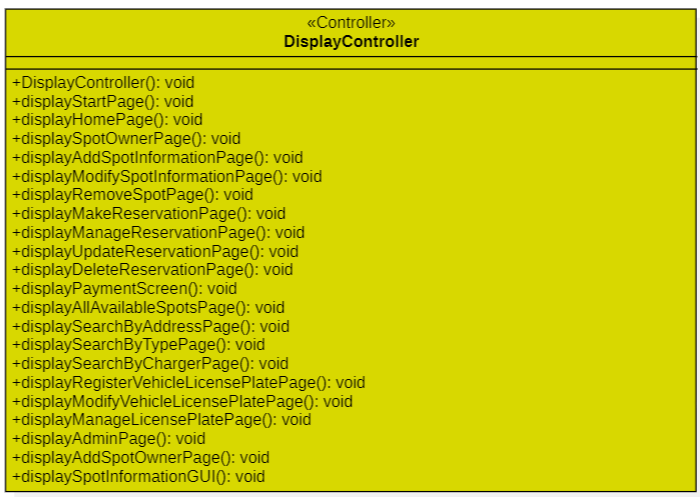 «Controller»
DisplayController
+DisplayController(): void
+displayStartPage(): void
+displayHomePage(): void
+displaySpotOwnerPage(): void
+displayAddSpotInformationPage(): void
+displayModifySpotInformationPage(): void
+displayRemoveSpotPage(): void
+displayMakeReservationPage(): void
+displayManageReservationPage(): void
+displayUpdateReservationPage(): void
+displayDeleteReservationPage(): void
+displayPaymentScreen(): void
+displayAllAvailableSpotsPage(): void
+displaySearchByAddressPage(): void
+displaySearchByTypePage(): void
+displaySearchByChargerPage(): void
+displayRegisterVehicleLicensePlatePage(): void
+displayModifyVehicleLicensePlatePage(): void
+displayManageLicensePlatePage(): void
+displayAdminPage(): void
+displayAddSpotOwnerPage(): void
+displaySpotInformationGUI(): void